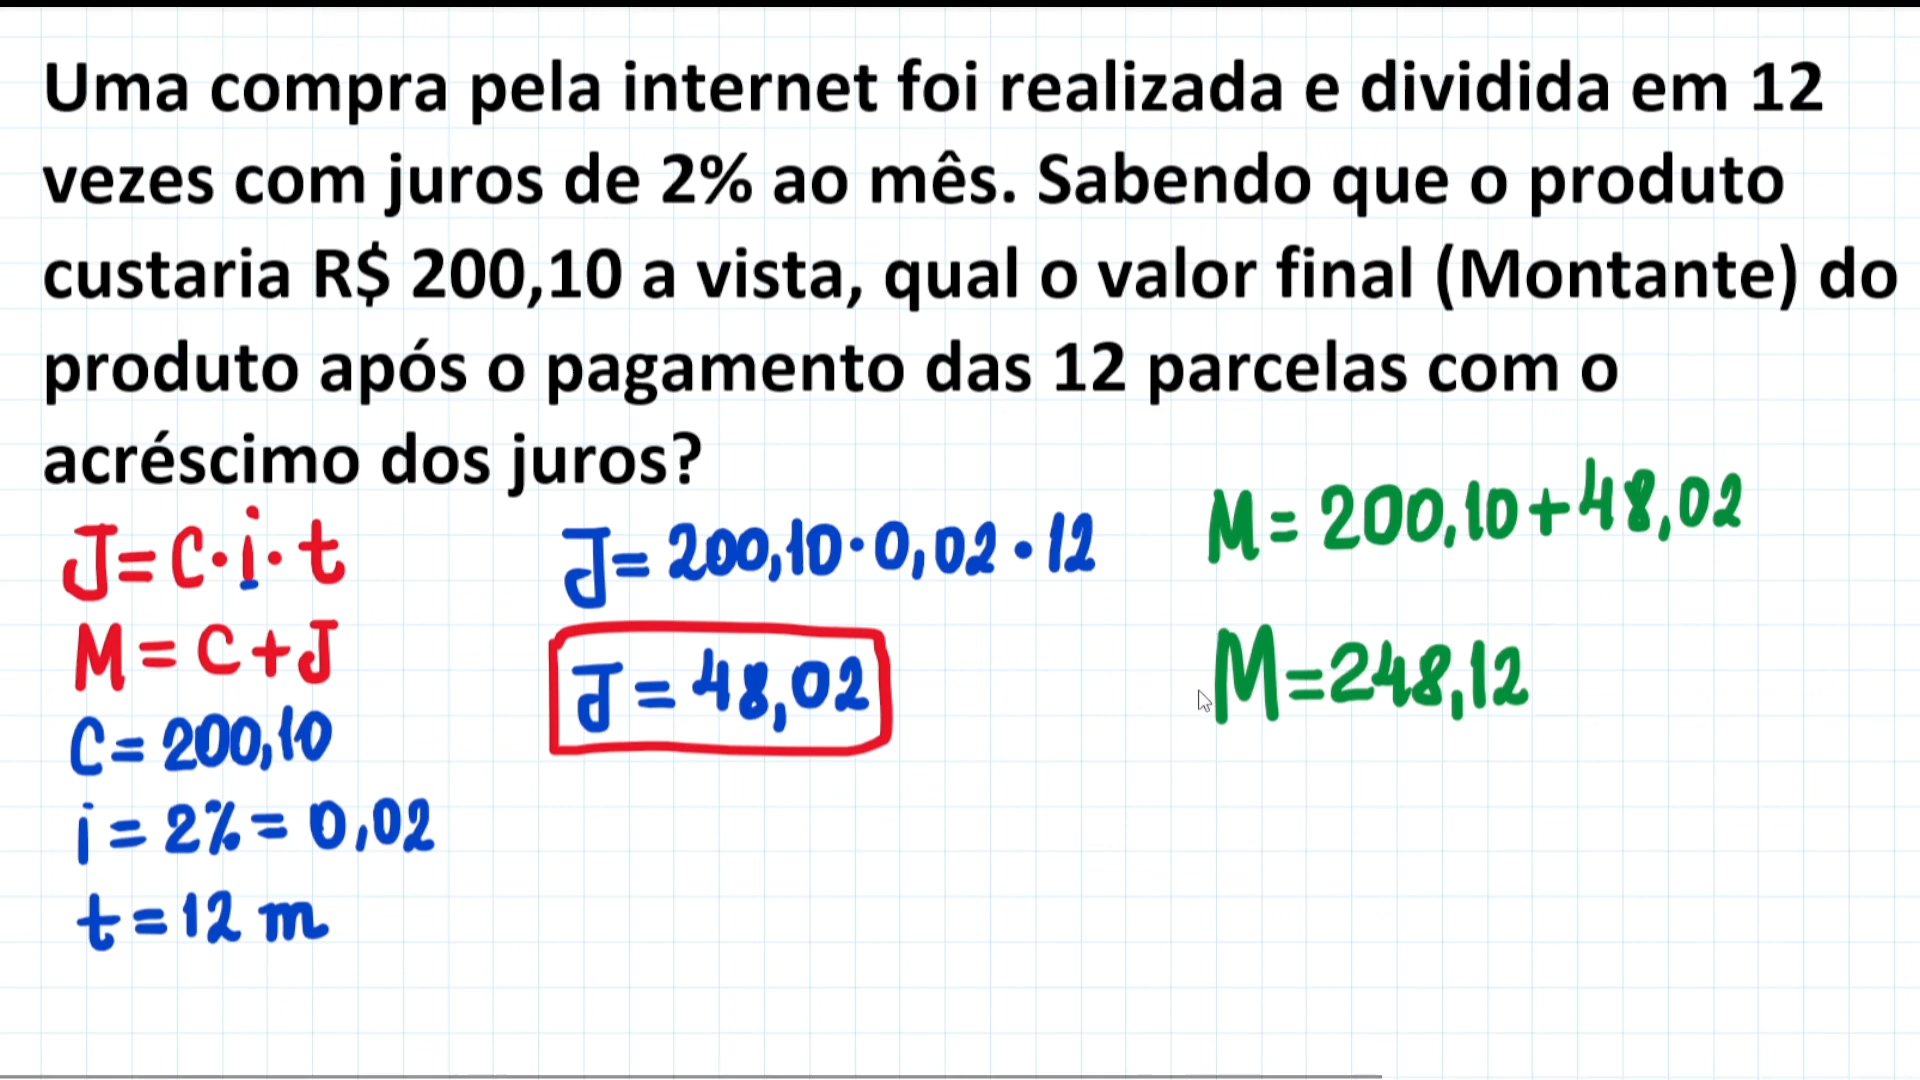 Uma compra pela internet foi realizada e dividida em 12
vezes com juros de 2% ao mês. Sabendo que o produto
custaria R$ 200,10 a vista, qual o valor final (Montante) do
produto após o pagamento das 12 parcelas com o
acréscimo dos juros?
J=C·i·t
M=C+J
C=200,10
i=2%=0,02
t=12 m
J=200,10·0,02·12
J=48,02
M=200,10+48,02
M=248,12